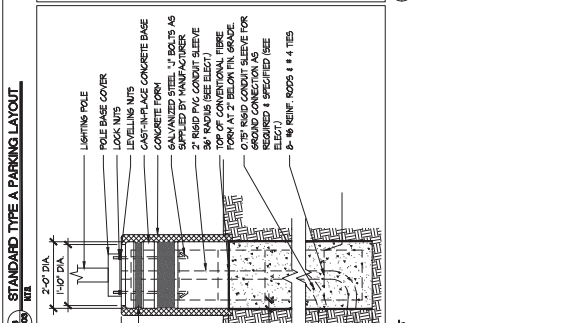 STANDARD TYPE A PARKING LAYOUT
N.T.S.
LIGHTING POLE
POLE BASE COVER
LOCK NUTS
LEVELLING NUTS
CAST-IN-PLACE CONCRETE BASE
CONCRETE FORM
GALVANIZED STEEL "J" BOLTS AS
SUPPLIED BY MANUFACTURER
2" RIGID PVC CONDUIT SLEEVE
36" RADIUS (SEE ELECT.)
TOP OF CONVENTIONAL FIBRE
FORM AT 2" BELOW FIN. GRADE.
0.75" RIGID CONDUIT SLEEVE FOR
GROUND CONNECTION AS
REQUIRED & SPECIFIED (SEE
ELECT.)
8- #6 REINF. RODS & # 4 TIES
2'-0" DIA.
1'-10" DIA.